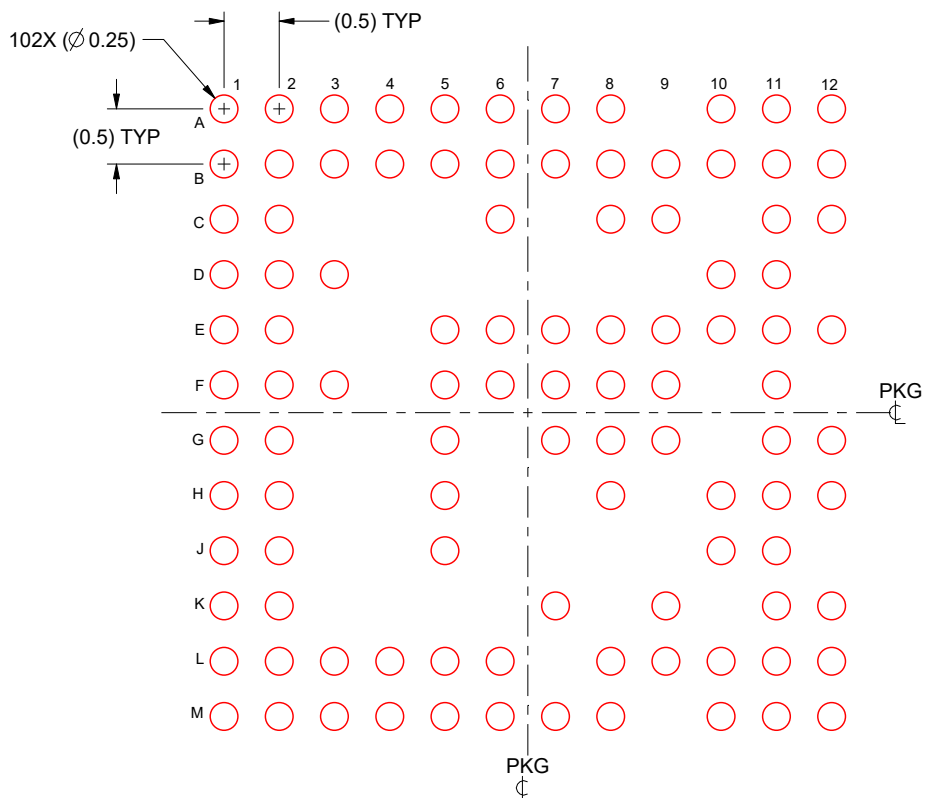 (0.5) TYP
102X (∅ 0.25)
1 2 3 4 5 6 7 8 9 10 11 12
A
(0.5) TYP
B
C
D
E
F
PKG
℄
G
H
J
K
L
M
PKG
℄